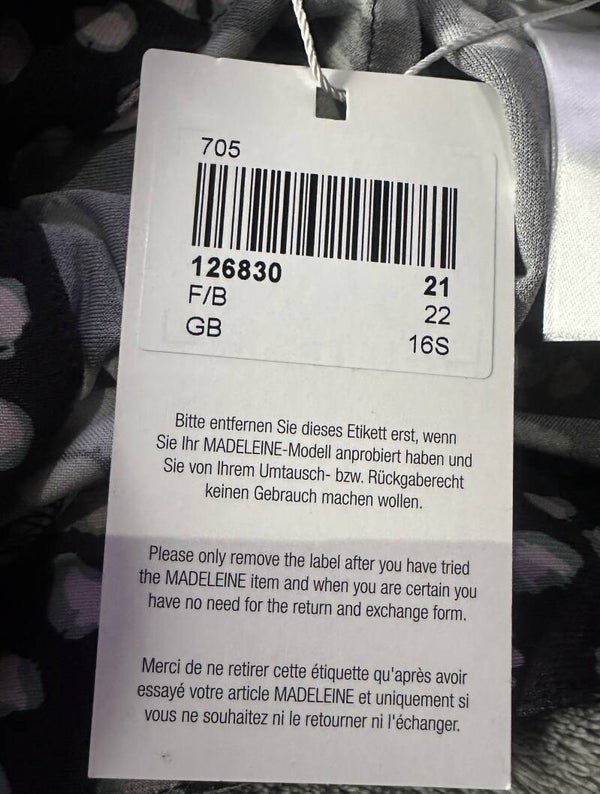 705
126830 21
F/B 22
GB 16S
Bitte entfernen Sie dieses Etikett erst, wenn
Sie Ihr MADELEINE-Modell anprobiert haben und
Sie von Ihrem Umtausch- bzw. Rückgaberecht
keinen Gebrauch machen wollen.
Please only remove the label after you have tried
the MADELEINE item and when you are certain you
have no need for the return and exchange form.
Merci de ne retirer cette étiquette qu'après avoir
essayé votre article MADELEINE et uniquement si
vous ne souhaitez ni le retourner ni l'échanger.